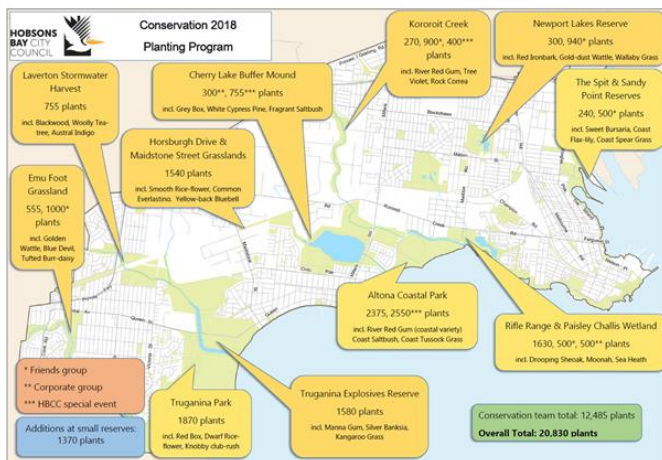 HOBSONS
BAY CITY
COUNCIL
Conservation 2018
Planting Program
Kororoit Creek
270, 900*, 400***
plants
incl. River Red Gum, Tree
Violet, Rock Correa
Newport Lakes Reserve
300, 940* plants
incl. Red Ironbark, Gold-dust Wattle, Wallaby Grass
Laverton Stormwater
Harvest
755 plants
incl. Blackwood, Woolly Tea-
tree, Austral Indigo
Cherry Lake Buffer Mound
300**, 755*** plants
incl. Grey Box, White Cypress Pine, Fragrant Saltbush
The Spit & Sandy
Point Reserves
240, 500* plants
incl. Sweet Bursaria, Coast
Flax-lily, Coast Spear Grass
Horsburgh Drive &
Maidstone Street Grasslands
1540 plants
incl. Smooth Rice-flower, Common
Everlasting, Yellow-back Bluebell
Emu Foot
Grassland
555, 1000*
plants
incl. Golden
Wattle, Blue Devil,
Tufted Burr-daisy
Altona Coastal Park
2375, 2550*** plants
incl. River Red Gum (coastal variety)
Coast Saltbush, Coast Tussock Grass
Rifle Range & Paisley Challis Wetland
1630, 500*, 500** plants
incl. Drooping Sheoak, Moonah, Sea Heath
* Friends group
** Corporate group
*** HBCC special event
Additions at small reserves:
1370 plants
Truganina Park
1870 plants
incl. Red Box, Dwarf Rice-
flower, Knobby club-rush
Truganina Explosives Reserve
1580 plants
incl. Manna Gum, Silver Banksia,
Kangaroo Grass
Conservation team total: 12,485 plants
Overall Total: 20,830 plants